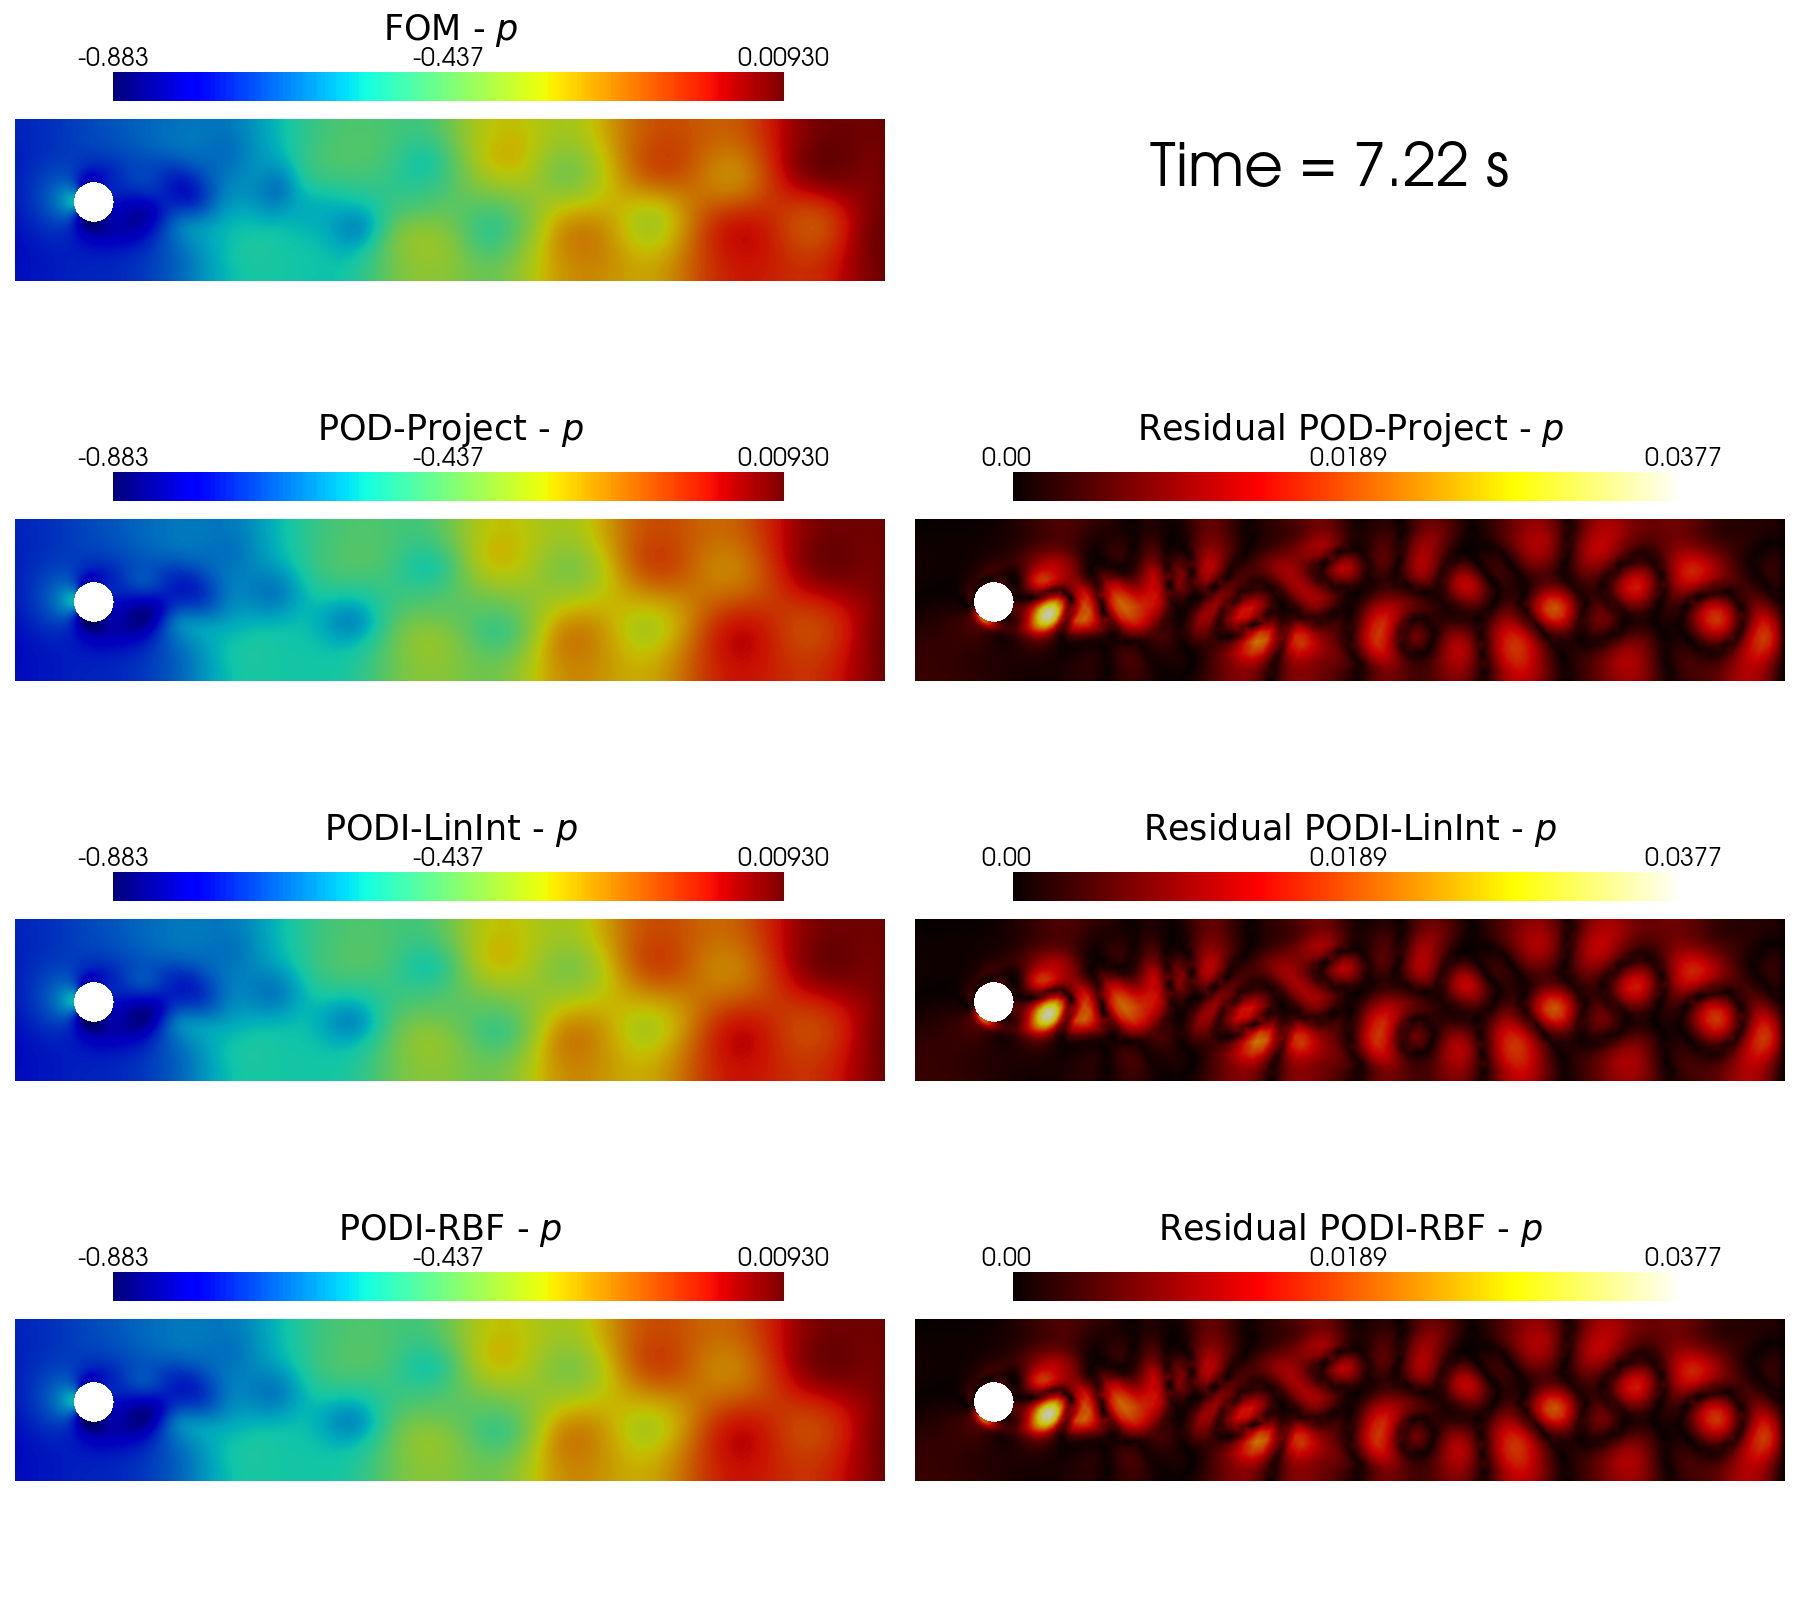 FOM - p
-0.883 -0.437 0.00930
Time = 7.22 s
POD-Project - p
-0.883 -0.437 0.00930
Residual POD-Project - p
0.00 0.0189 0.0377
PODI-LinInt - p
-0.883 -0.437 0.00930
Residual PODI-LinInt - p
0.00 0.0189 0.0377
PODI-RBF - p
-0.883 -0.437 0.00930
Residual PODI-RBF - p
0.00 0.0189 0.0377